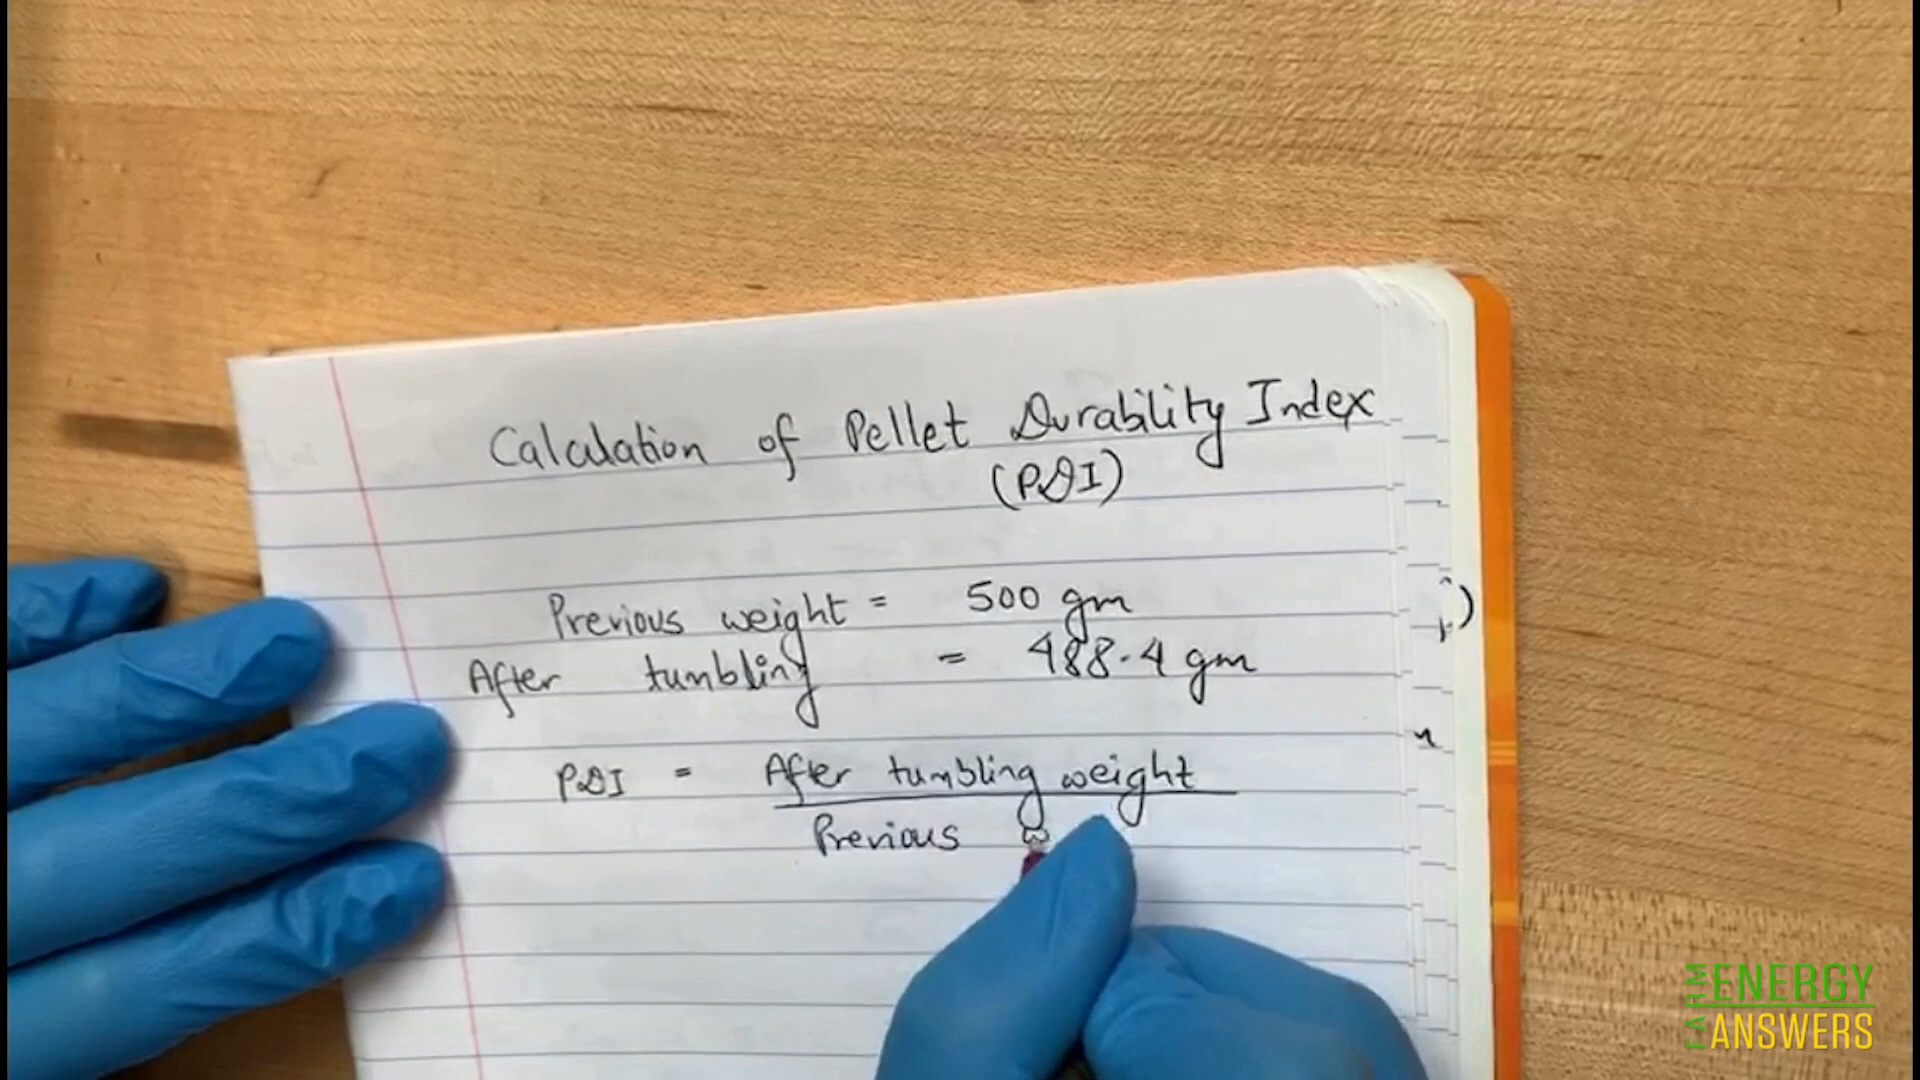 Calculation of Pellet Durability Index
(PDI)
Previous weight = 500 gm
After tumbling = 488.4 gm
PDI = After tumbling weight
Previous
FARM ENERGY ANSWERS